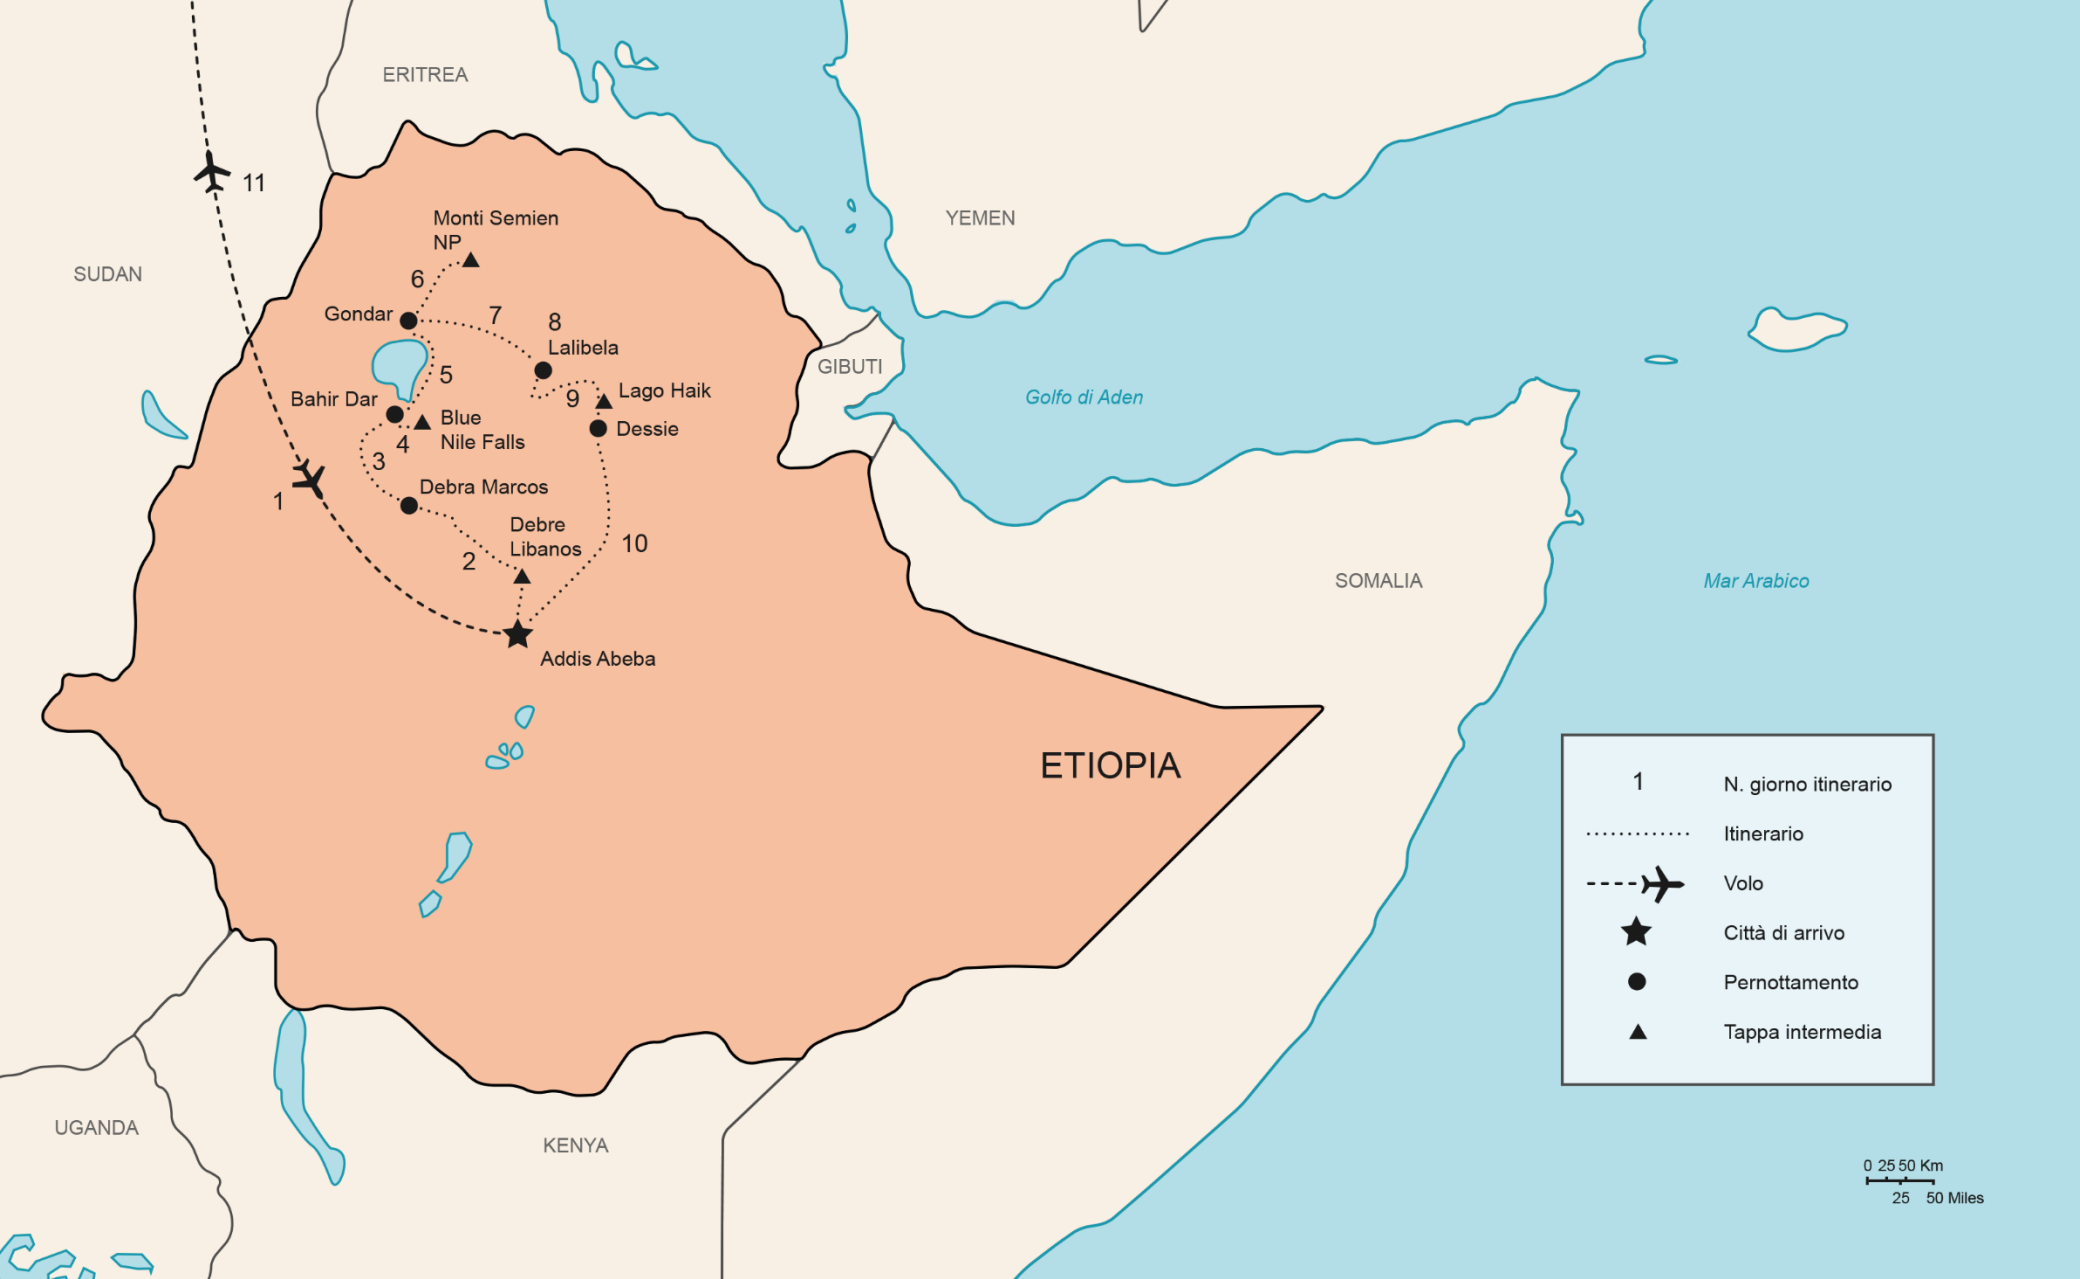 ERITREA
11
YEMEN
SUDAN
Monti Semien
NP
6
Gondar
7
8
Lalibela
GIBUTI
5
9
Lago Haik
Golfo di Aden
Bahir Dar
Blue
Nile Falls
4
Dessie
3
1
Debra Marcos
Debre
Libanos
2
10
SOMALIA
Mar Arabico
Addis Abeba
ETIOPIA
1 N. giorno itinerario
Itinerario
Volo
Città di arrivo
Pernottamento
Tappa intermedia
UGANDA
KENYA
0 25 50 Km
25 50 Miles